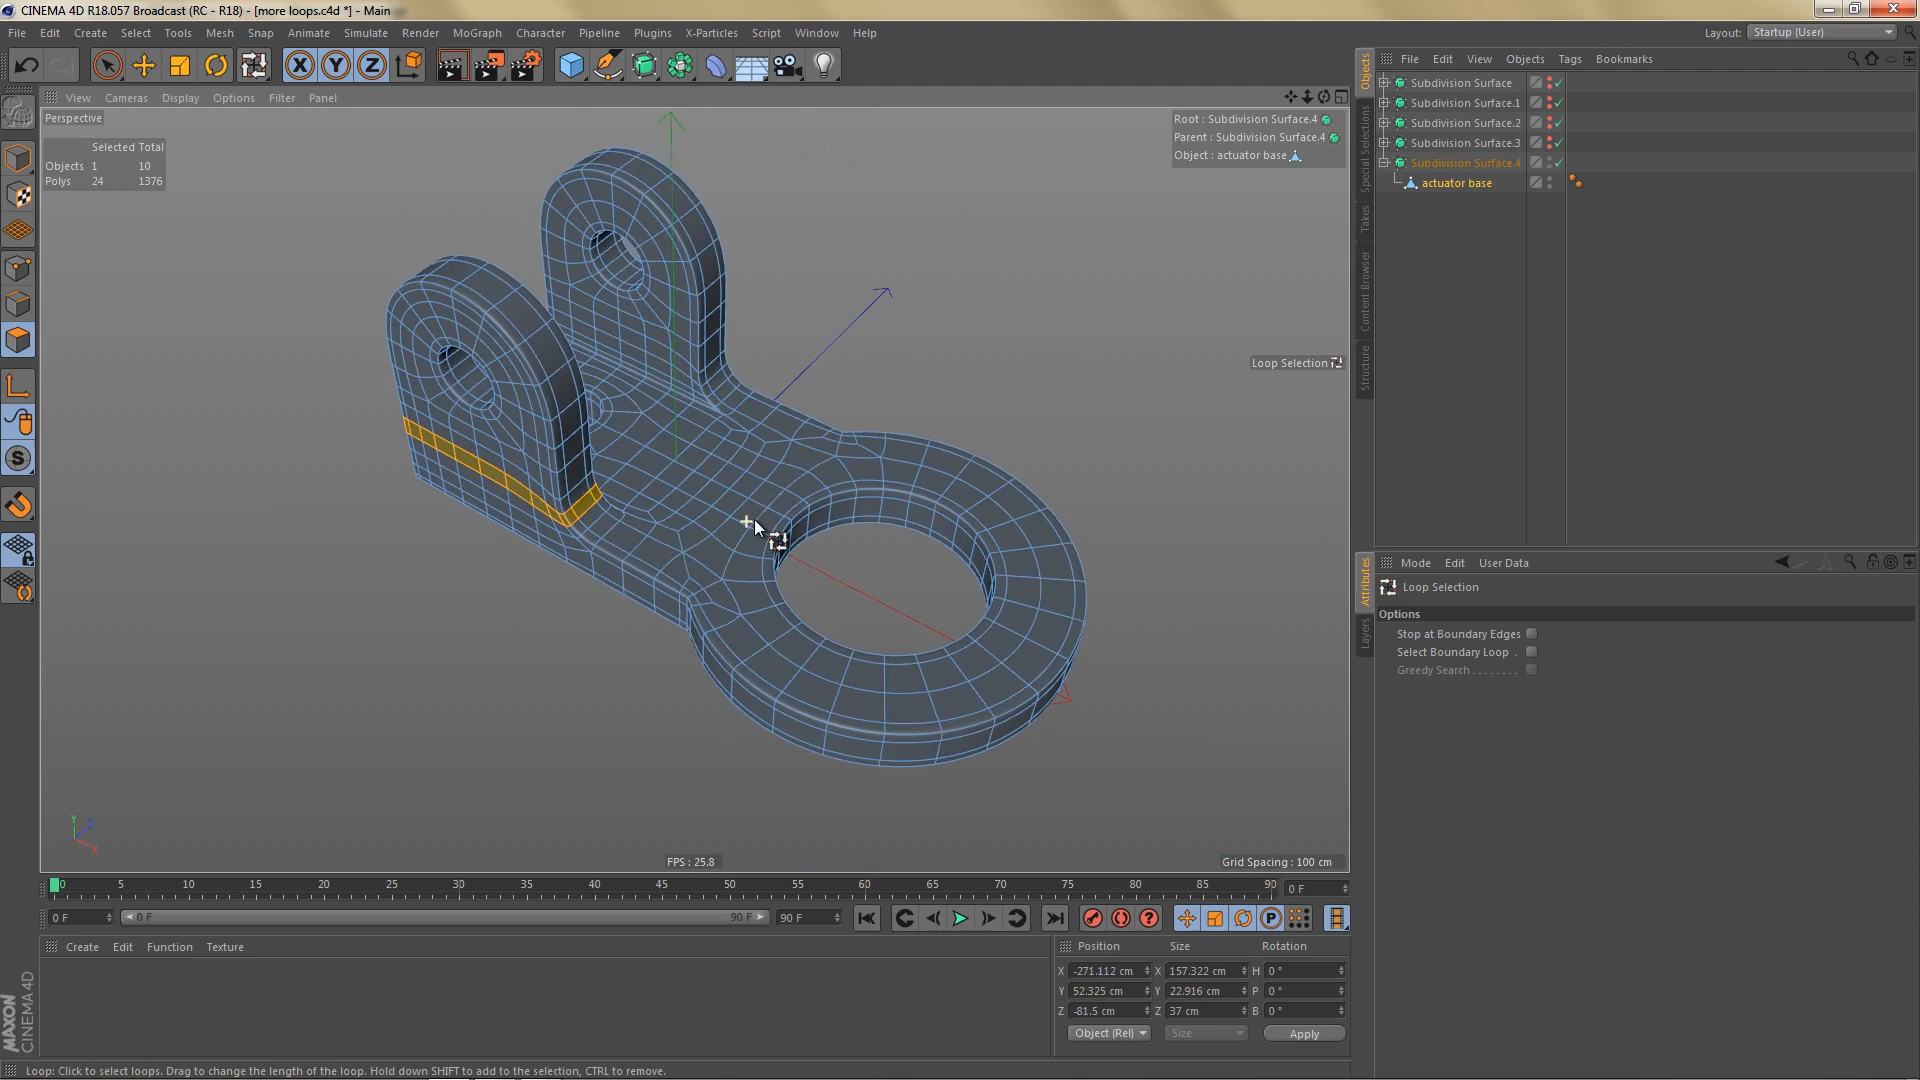 CINEMA 4D R18.057 Broadcast (RC - R18) - [more loops.c4d *] - Main
File Edit Create Select Tools Mesh Snap Animate Simulate Render MoGraph Character Pipeline Plugins X-Particles Script Window Help
Layout: Startup (User)
X Y Z
File Edit View Objects Tags Bookmarks
Subdivision Surface
Subdivision Surface.1
Subdivision Surface.2
Subdivision Surface.3
Subdivision Surface.4
actuator base
Objects
Special Selections
Takes
Content Browser
Structure
View Cameras Display Options Filter Panel
Perspective
Selected Total
Objects 1 10
Polys 24 1376
Root : Subdivision Surface.4
Parent : Subdivision Surface.4
Object : actuator base
Loop Selection
S
Y Z
X
FPS : 25.8
Grid Spacing : 100 cm
Attributes
Layers
Mode Edit User Data
Loop Selection
Options
Stop at Boundary Edges
Select Boundary Loop .
Greedy Search . . . . . . . .
0 5 10 15 20 25 30 35 40 45 50 55 60 65 70 75 80 85 90
0 F
0 F 0 F 90 F 90 F
P
Create Edit Function Texture
Position Size Rotation
X -271.112 cm X 157.322 cm H 0 °
Y 52.325 cm Y 22.916 cm P 0 °
Z -81.5 cm Z 37 cm B 0 °
Object (Rel) Size Apply
MAXON
CINEMA 4D
Loop: Click to select loops. Drag to change the length of the loop. Hold down SHIFT to add to the selection, CTRL to remove.